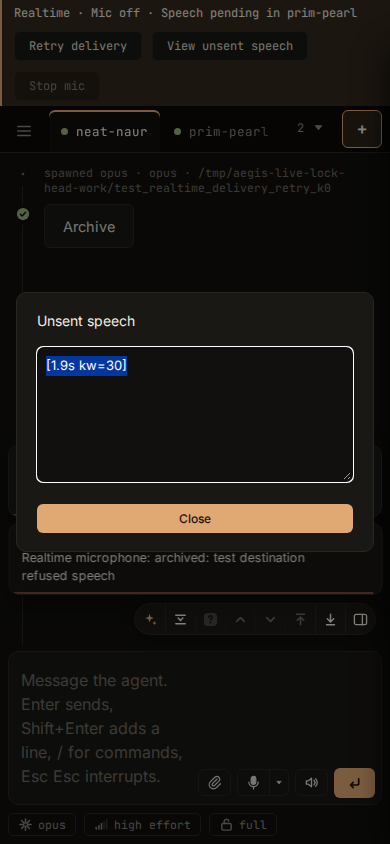 Realtime · Mic off · Speech pending in prim-pearl
Retry delivery View unsent speech
Stop mic
neat-naur prim-pearl 2 +
spawned opus · opus · /tmp/aegis-live-lock-
head-work/test_realtime_delivery_retry_k0
Archive
Unsent speech
[1.9s kw=30]
Close
Realtime microphone: archived: test destination
refused speech
Message the agent.
Enter sends,
Shift+Enter adds a
line, / for commands,
Esc Esc interrupts.
opus high effort full